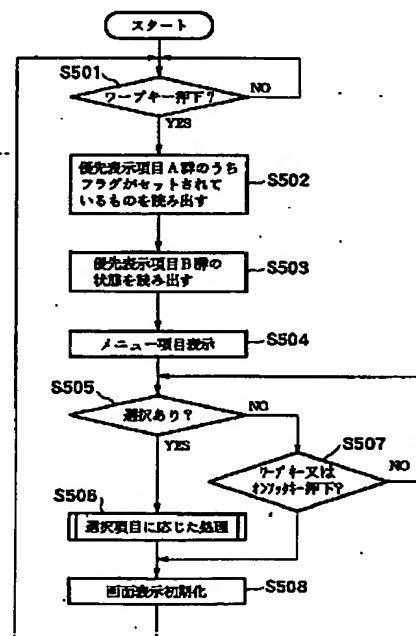 スタート
S501
ワープキー押下?
NO
YES
優先表示項目A群のうち
フラグがセットされて
いるものを読み出す
S502
優先表示項目B群の
状態を読み出す
S503
メニュー項目表示
S504
S505
選択あり?
NO
YES
S507
ワープキー又は
オンフックキー押下?
NO
S506
選択項目に応じた処理
画面表示初期化
S508